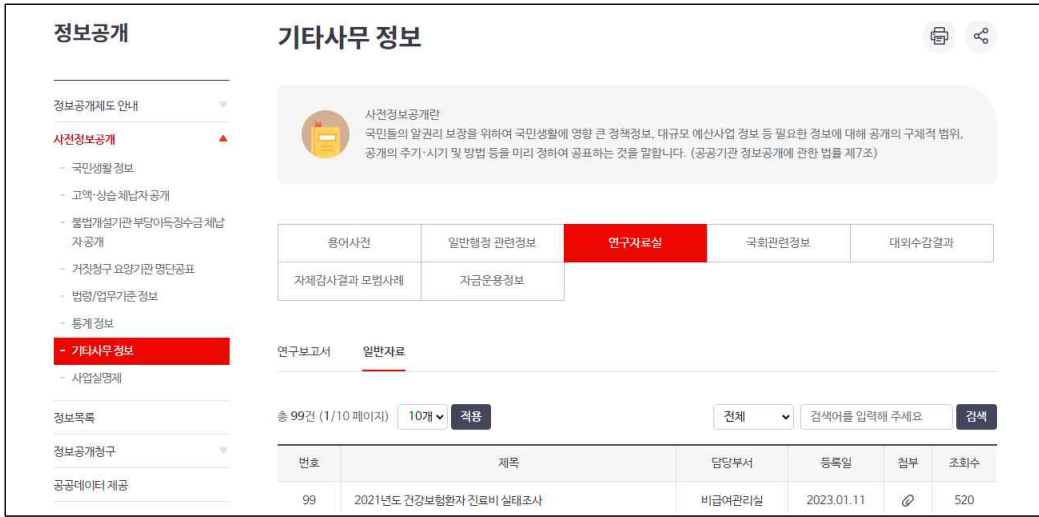 정보공개
정보공개제도 안내
사전정보공개
- 국민생활 정보
- 고액·상습 체납자 공개
- 불법개설기관 부당이득징수금 체납
자 공개
- 거짓청구 요양기관 명단공표
- 법령/업무기준 정보
- 통계 정보
- 기타사무 정보
- 사업실명제
정보목록
정보공개청구
공공데이터 제공
기타사무 정보
사전정보공개란
국민들의 알권리 보장을 위하여 국민생활에 영향 큰 정책정보, 대규모 예산사업 정보 등 필요한 정보에 대해 공개의 구체적 범위,
공개의 주기·시기 및 방법 등을 미리 정하여 공표하는 것을 말합니다. (공공기관 정보공개에 관한 법률 제7조)
용어사전 일반행정 관련정보 연구자료실 국회관련정보 대외수감결과
자체감사결과 모범사례 자금운용정보
연구보고서 일반자료
총 99건 (1/10 페이지) 10개 적용 전체 검색어를 입력해 주세요 검색
번호 제목 담당부서 등록일 첨부 조회수
99 2021년도 건강보험환자 진료비 실태조사 비급여관리실 2023.01.11 520